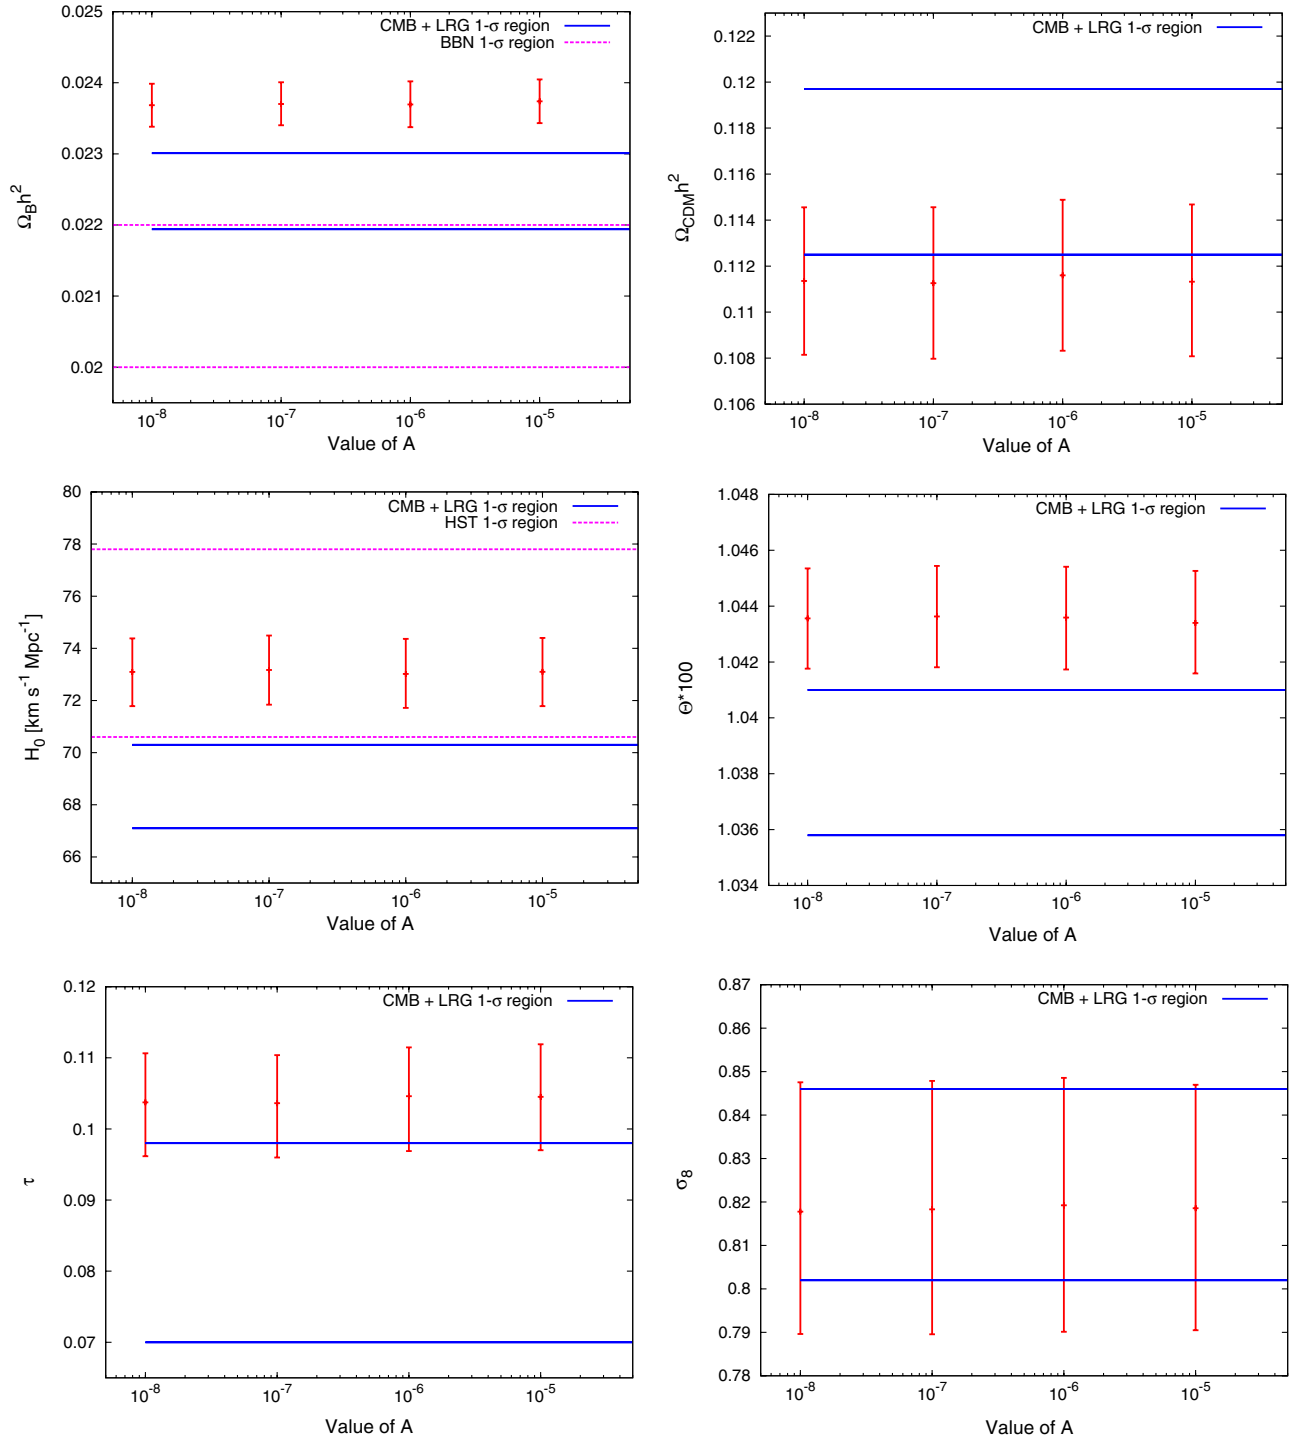 0.025
0.024
0.023
0.022
0.021
0.02
Ω_B h²
CMB + LRG 1-σ region
BBN 1-σ region
10⁻⁸ 10⁻⁷ 10⁻⁶ 10⁻⁵
Value of A
0.122
0.12
0.118
0.116
0.114
0.112
0.11
0.108
0.106
Ω_CDM h²
CMB + LRG 1-σ region
10⁻⁸ 10⁻⁷ 10⁻⁶ 10⁻⁵
Value of A
80
78
76
74
72
70
68
66
H₀ [km s⁻¹ Mpc⁻¹]
CMB + LRG 1-σ region
HST 1-σ region
10⁻⁸ 10⁻⁷ 10⁻⁶ 10⁻⁵
Value of A
1.048
1.046
1.044
1.042
1.04
1.038
1.036
1.034
Θ*100
CMB + LRG 1-σ region
10⁻⁸ 10⁻⁷ 10⁻⁶ 10⁻⁵
Value of A
0.12
0.11
0.1
0.09
0.08
0.07
τ
CMB + LRG 1-σ region
10⁻⁸ 10⁻⁷ 10⁻⁶ 10⁻⁵
Value of A
0.87
0.86
0.85
0.84
0.83
0.82
0.81
0.8
0.79
0.78
σ₈
CMB + LRG 1-σ region
10⁻⁸ 10⁻⁷ 10⁻⁶ 10⁻⁵
Value of A